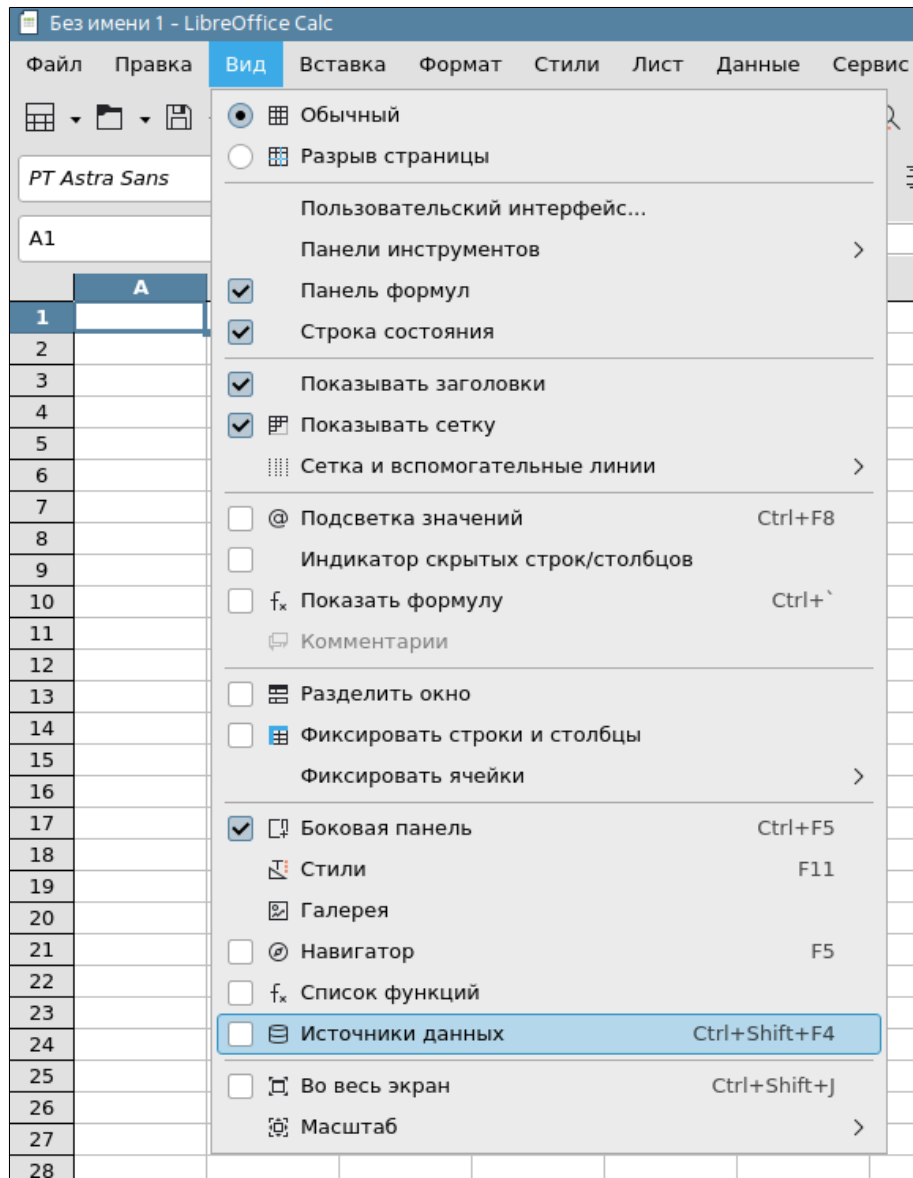 Без имени 1 - LibreOffice Calc
Файл Правка Вид Вставка Формат Стили Лист Данные Сервис
Обычный
Разрыв страницы
PT Astra Sans
Пользовательский интерфейс...
A1
Панели инструментов
A
Панель формул
1
Строка состояния
2
3
Показывать заголовки
4
Показывать сетку
5
6
Сетка и вспомогательные линии
7
Подсветка значений Ctrl+F8
8
9
Индикатор скрытых строк/столбцов
10
Показать формулу Ctrl+`
11
Комментарии
12
13
Разделить окно
14
Фиксировать строки и столбцы
15
Фиксировать ячейки
16
17
Боковая панель Ctrl+F5
18
Стили F11
19
20
Галерея
21
Навигатор F5
22
Список функций
23
24
Источники данных Ctrl+Shift+F4
25
Во весь экран Ctrl+Shift+J
26
27
Масштаб
28